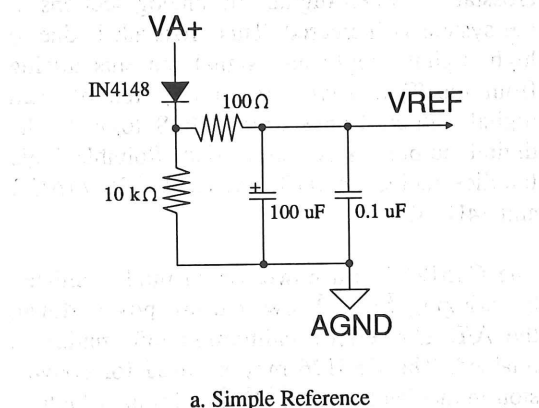 VA+
IN4148
100Ω
VREF
10 kΩ
+
100 uF
0.1 uF
AGND
a. Simple Reference